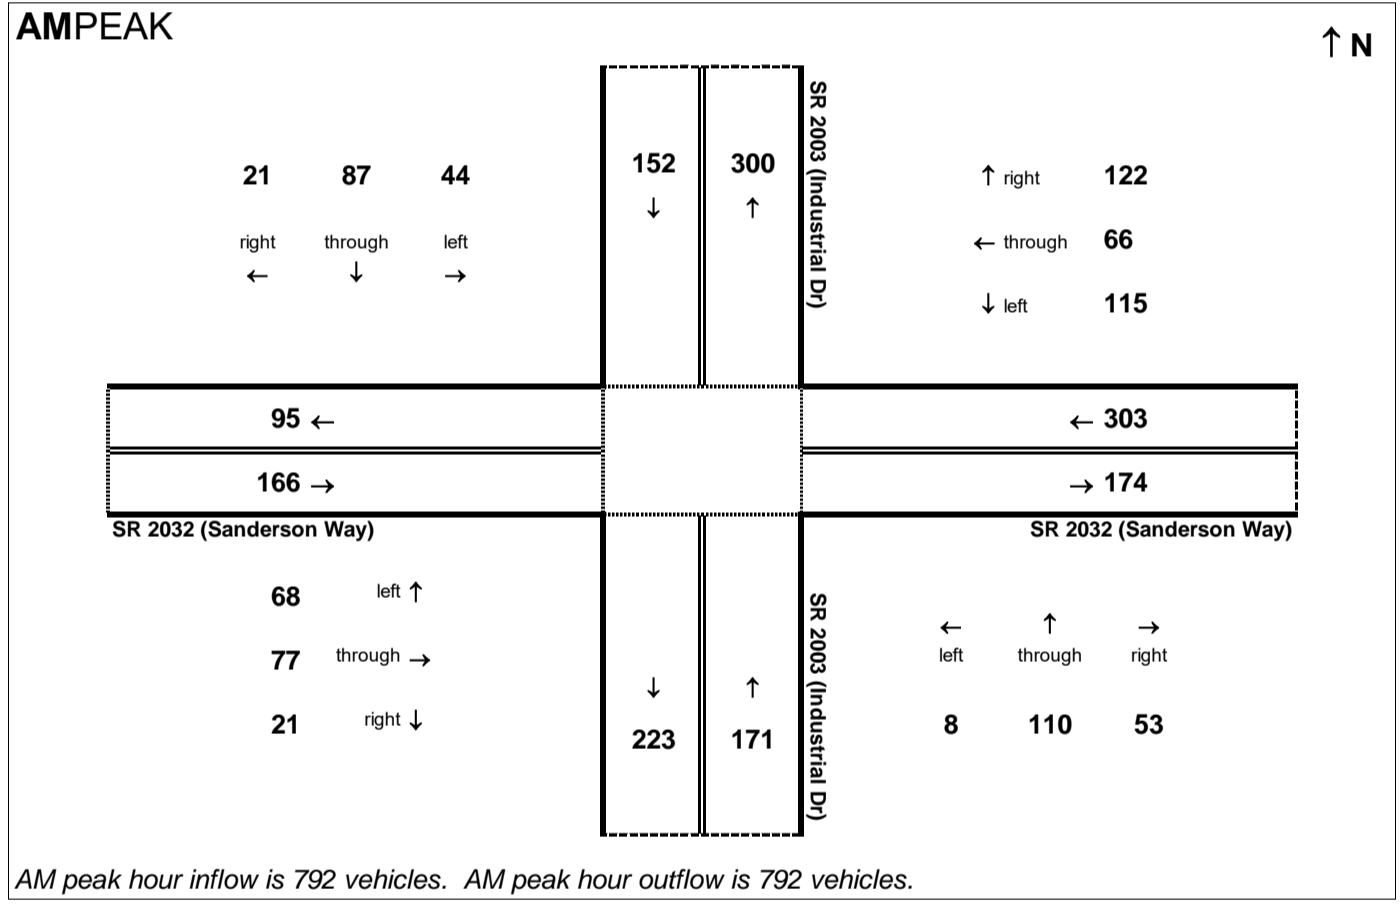 AMPEAK
↑ N
21 87 44
right through left
← ↓ →
152 300
↓ ↑
SR 2003 (Industrial Dr)
↑ right 122
← through 66
↓ left 115
95 ←
166 →
← 303
→ 174
SR 2032 (Sanderson Way)
SR 2032 (Sanderson Way)
68 left ↑
77 through →
21 right ↓
↓ ↑
223 171
SR 2003 (Industrial Dr)
← ↑ →
left through right
8 110 53
AM peak hour inflow is 792 vehicles. AM peak hour outflow is 792 vehicles.